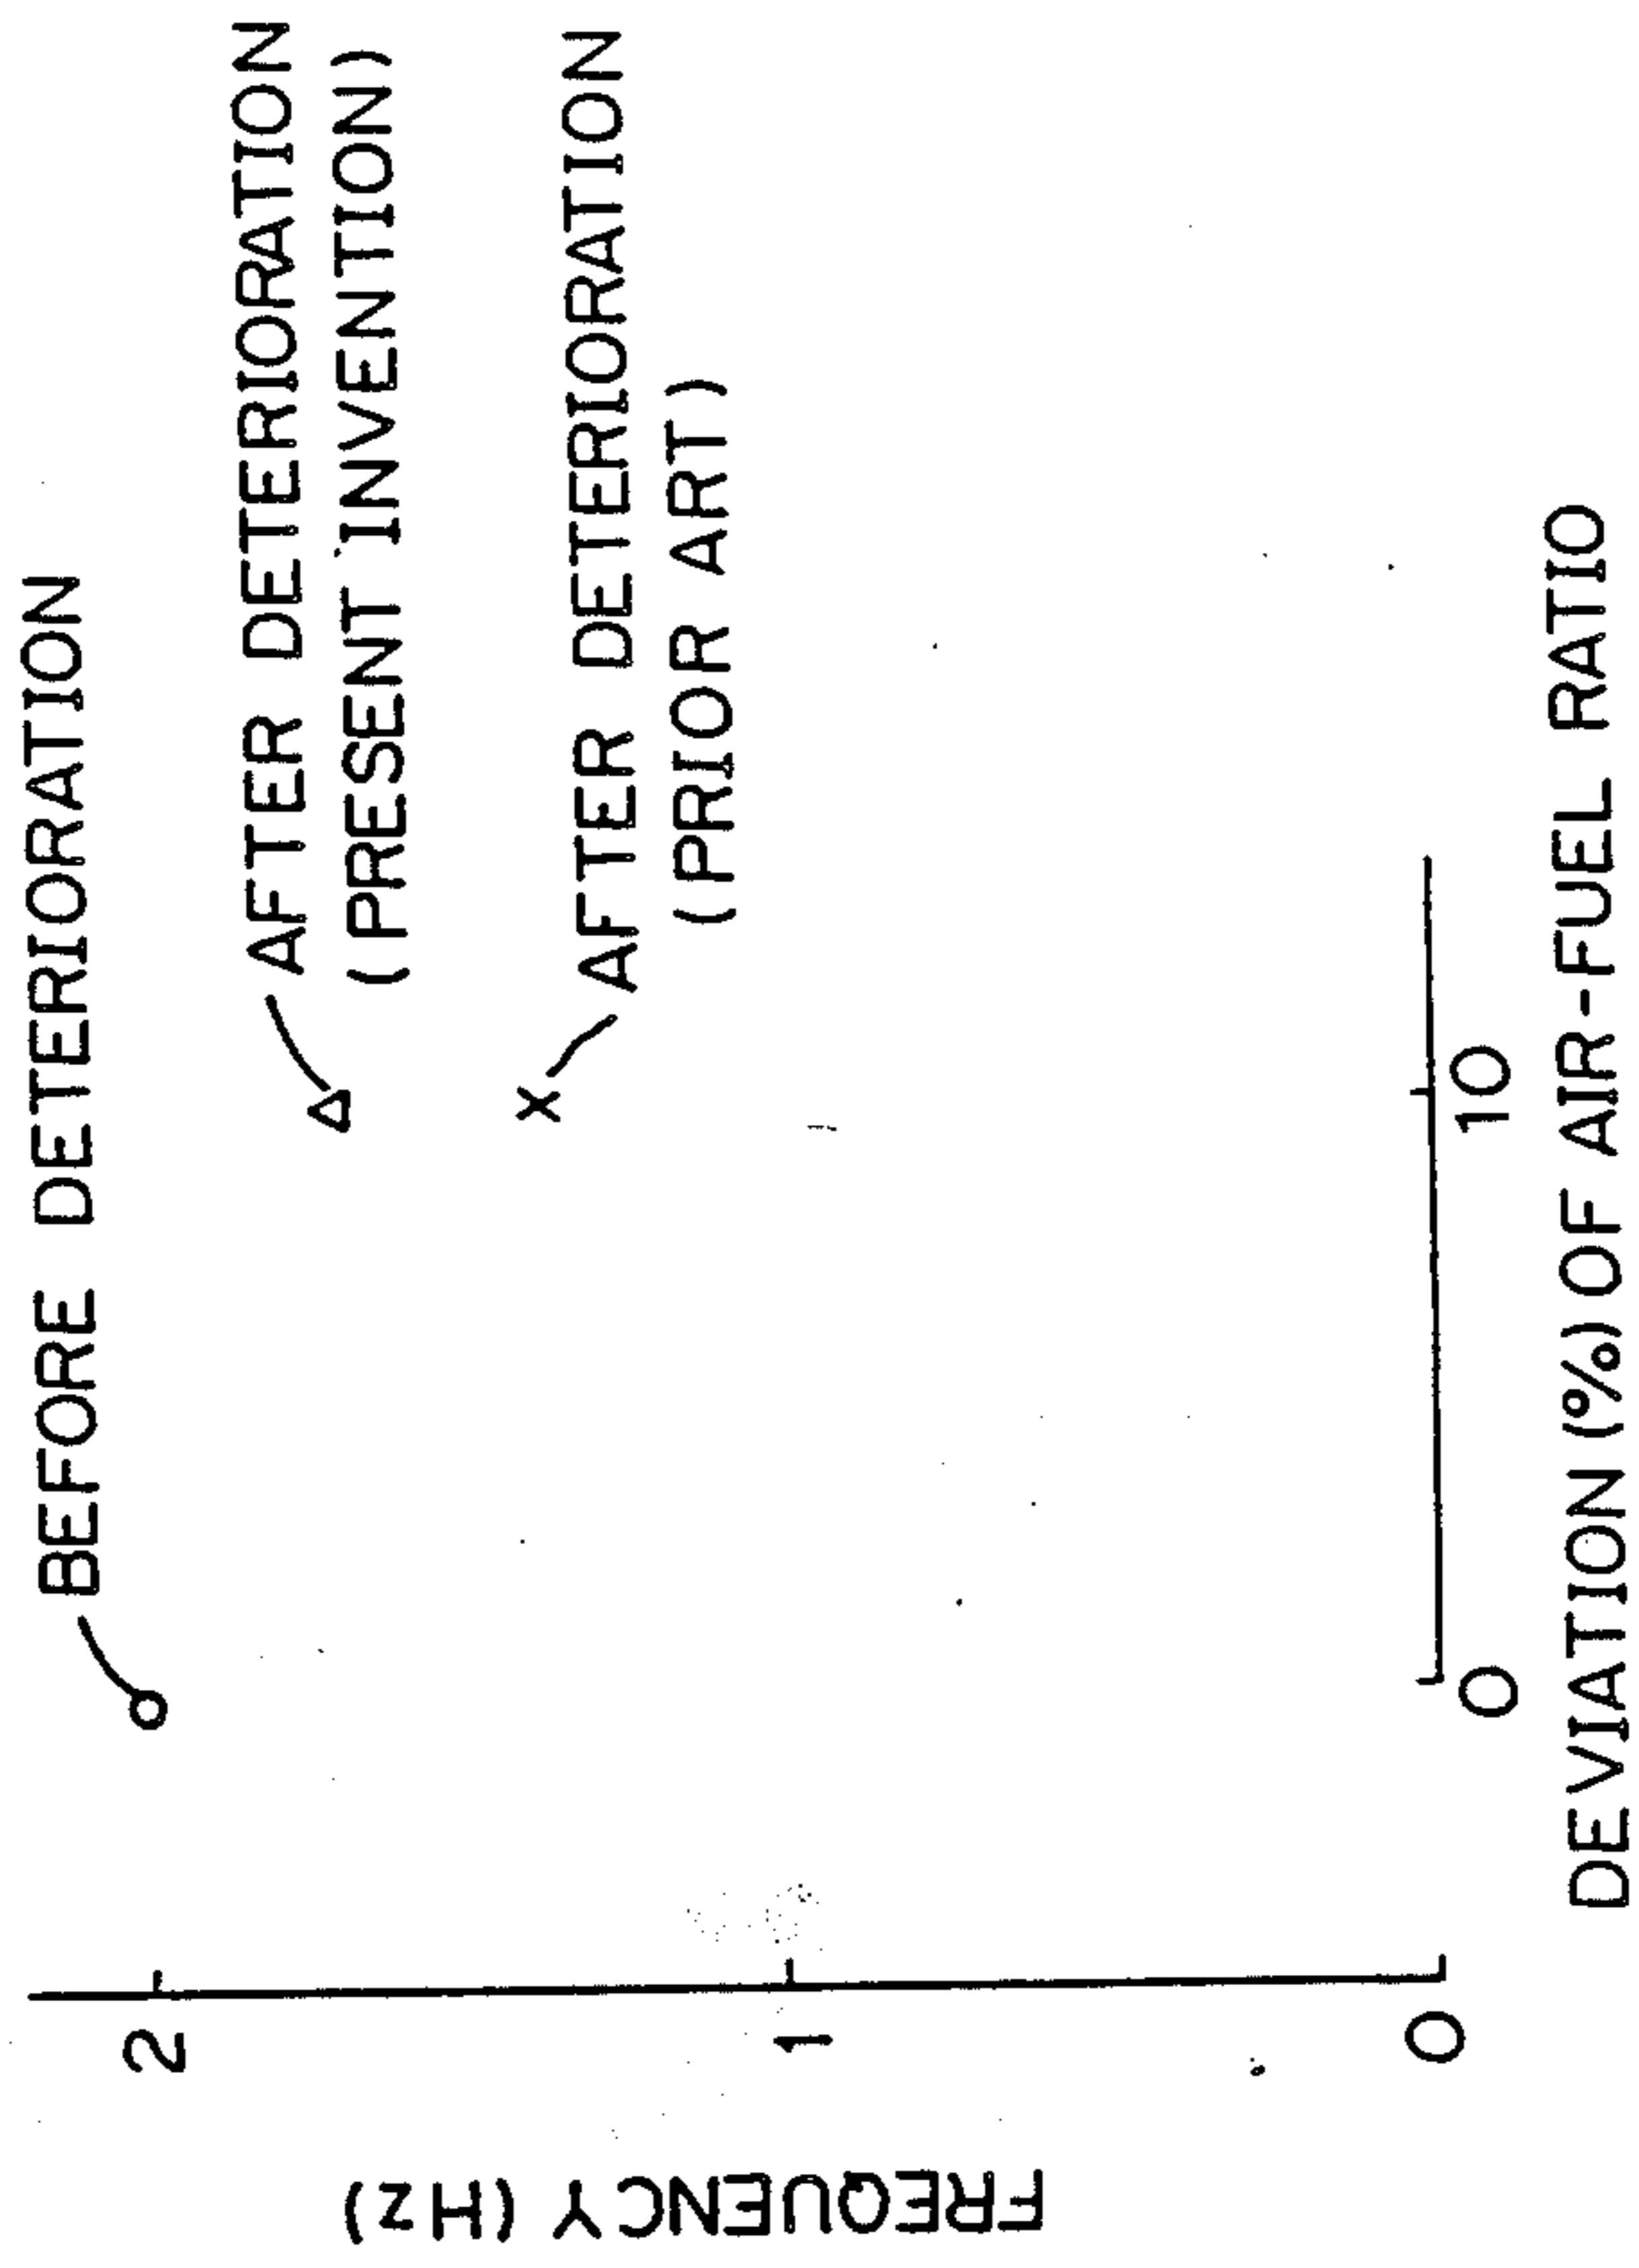 BEFORE DETERIORATION
AFTER DETERIORATION
(PRESENT INVENTION)
AFTER DETERIORATION
(PRIOR ART)
FREQUENCY (Hz)
2
1
0
0
10
DEVIATION (%) OF AIR-FUEL RATIO